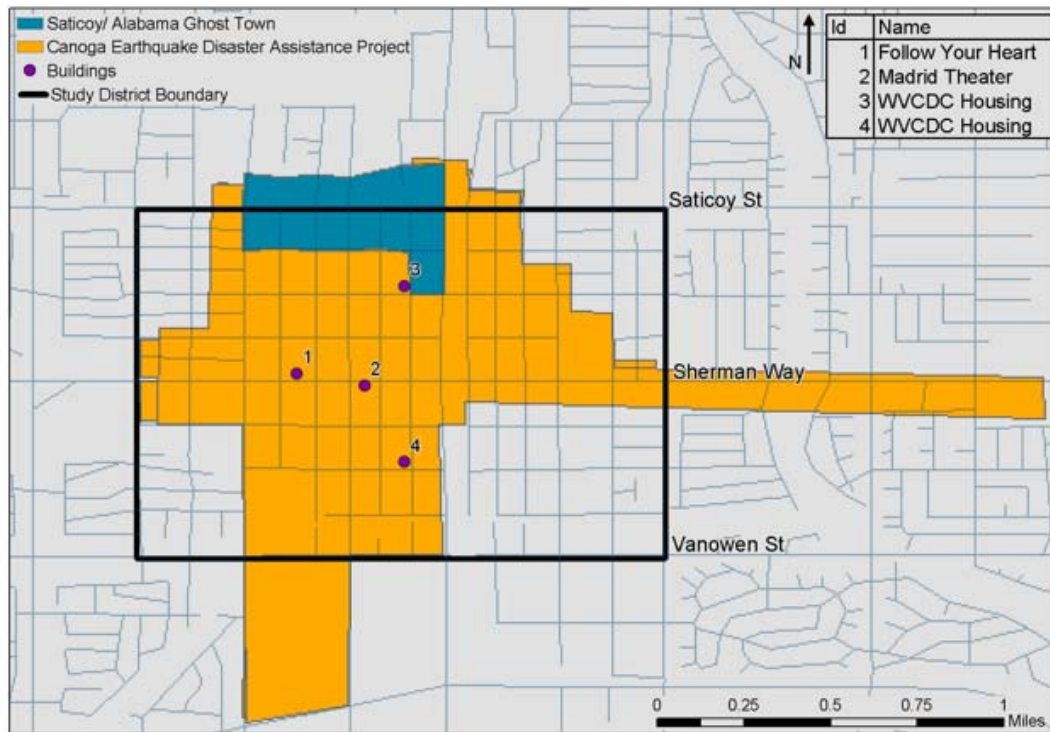 Saticoy/ Alabama Ghost Town
Canoga Earthquake Disaster Assistance Project
Buildings
Study District Boundary
N
Id Name
1 Follow Your Heart
2 Madrid Theater
3 WVCDC Housing
4 WVCDC Housing
Saticoy St
3
1
2
Sherman Way
4
Vanowen St
0 0.25 0.5 0.75 1
Miles